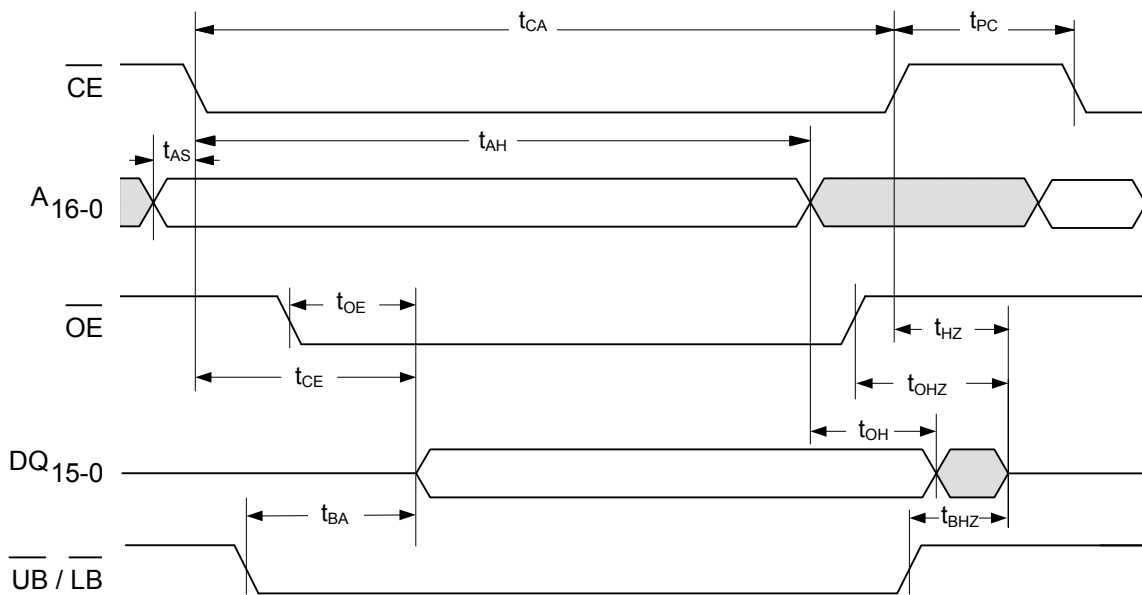 tCA
tPC
CE
tAH
tAS
A16-0
tOE
OE
tHZ
tCE
tOHZ
tOH
DQ15-0
tBA
tBHZ
UB / LB